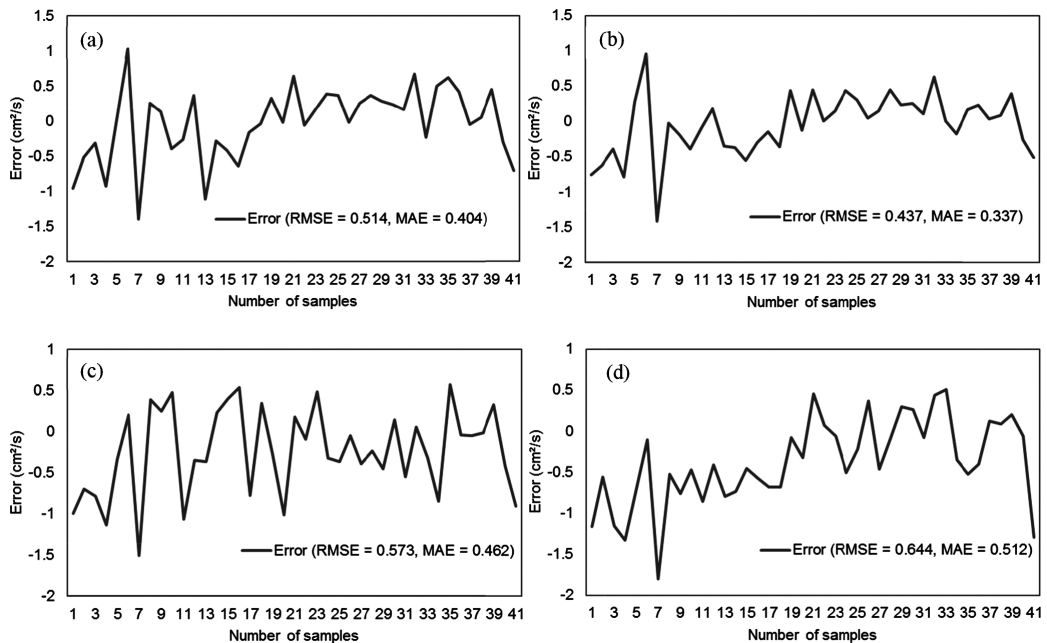 (a)
1.5
1
0.5
0
-0.5
-1
-1.5
-2
Error (cm²/s)
Error (RMSE = 0.514, MAE = 0.404)
1 3 5 7 9 11 13 15 17 19 21 23 25 27 29 31 33 35 37 39 41
Number of samples
(b)
1.5
1
0.5
0
-0.5
-1
-1.5
-2
Error (cm²/s)
Error (RMSE = 0.437, MAE = 0.337)
1 3 5 7 9 11 13 15 17 19 21 23 25 27 29 31 33 35 37 39 41
Number of samples
(c)
1
0.5
0
-0.5
-1
-1.5
-2
Error (cm²/s)
Error (RMSE = 0.573, MAE = 0.462)
1 3 5 7 9 11 13 15 17 19 21 23 25 27 29 31 33 35 37 39 41
Number of samples
(d)
1
0.5
0
-0.5
-1
-1.5
-2
Error (cm²/s)
Error (RMSE = 0.644, MAE = 0.512)
1 3 5 7 9 11 13 15 17 19 21 23 25 27 29 31 33 35 37 39 41
Number of samples